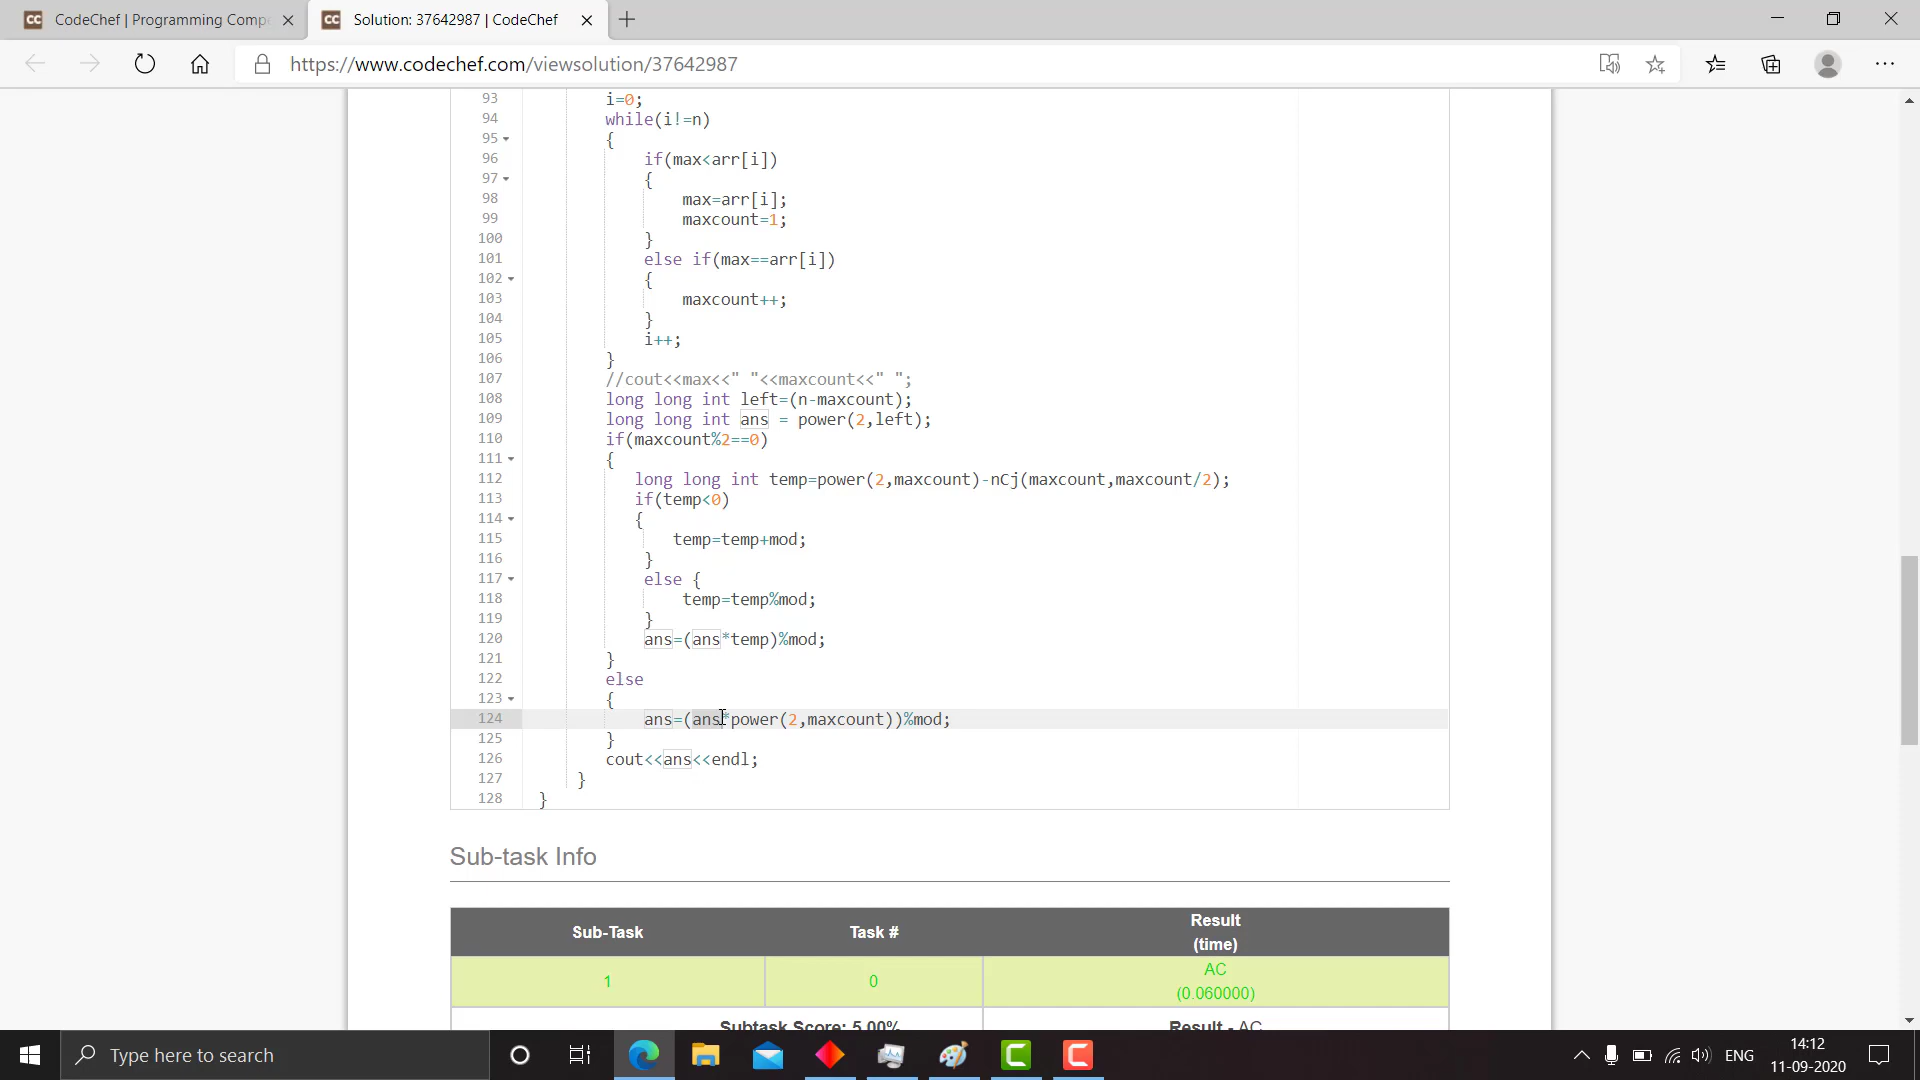 CodeChef | Programming Comp
Solution: 37642987 | CodeChef
https://www.codechef.com/viewsolution/37642987
93 i=0;
94 while(i!=n)
95 {
96 if(max<arr[i])
97 {
98 max=arr[i];
99 maxcount=1;
100 }
101 else if(max==arr[i])
102 {
103 maxcount++;
104 }
105 i++;
106 }
107 //cout<<max<<" "<<maxcount<<" ";
108 long long int left=(n-maxcount);
109 long long int ans = power(2,left);
110 if(maxcount%2==0)
111 {
112 long long int temp=power(2,maxcount)-nCj(maxcount,maxcount/2);
113 if(temp<0)
114 {
115 temp=temp+mod;
116 }
117 else {
118 temp=temp%mod;
119 }
120 ans=(ans*temp)%mod;
121 }
122 else
123 {
124 ans=(ans*power(2,maxcount))%mod;
125 }
126 cout<<ans<<endl;
127 }
128 }
Sub-task Info
Sub-Task Task # Result
(time)
1 0 AC
(0.060000)
Subtask Score: 5.00% Result - AC
Type here to search
ENG
14:12
11-09-2020